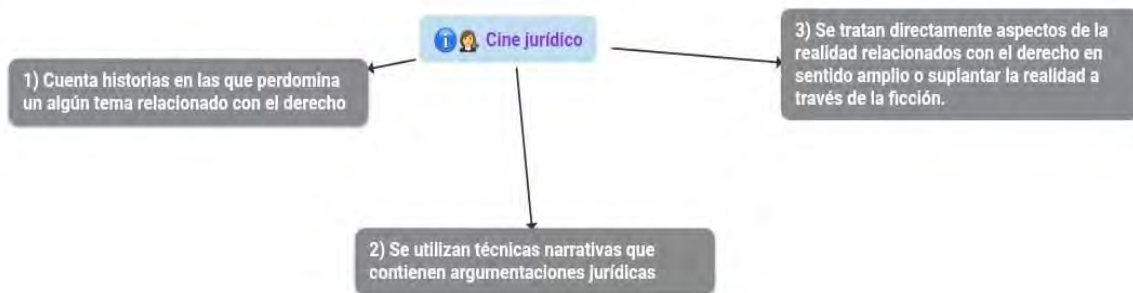 Cine jurídico
1) Cuenta historias en las que perdomina
un algún tema relacionado con el derecho
2) Se utilizan técnicas narrativas que
contienen argumentaciones jurídicas
3) Se tratan directamente aspectos de la
realidad relacionados con el derecho en
sentido amplio o suplantar la realidad a
través de la ficción.